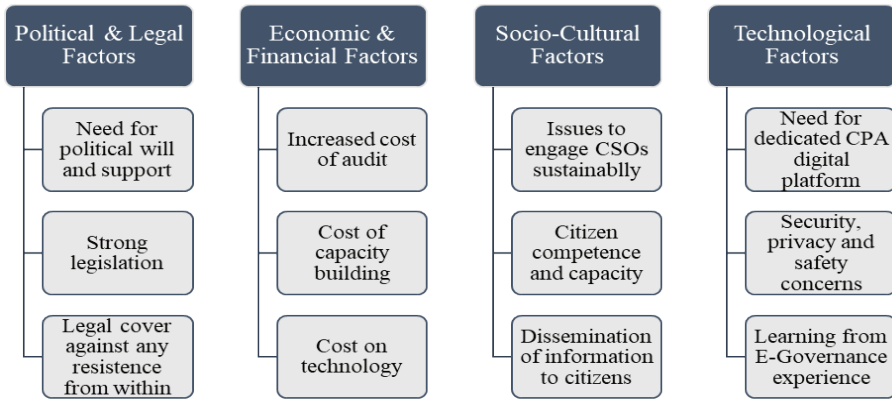 Political & Legal
Factors
Need for
political will
and support
Strong
legislation
Legal cover
against any
resistence
from within
Economic &
Financial Factors
Increased cost
of audit
Cost of
capacity
building
Cost on
technology
Socio-Cultural
Factors
Issues to
engage CSOs
sustainablly
Citizen
competence
and capacity
Dissemination
of information
to citizens
Technological
Factors
Need for
dedicated CPA
digital
platform
Security,
privacy and
safety
concerns
Learning from
E-Governance
experience